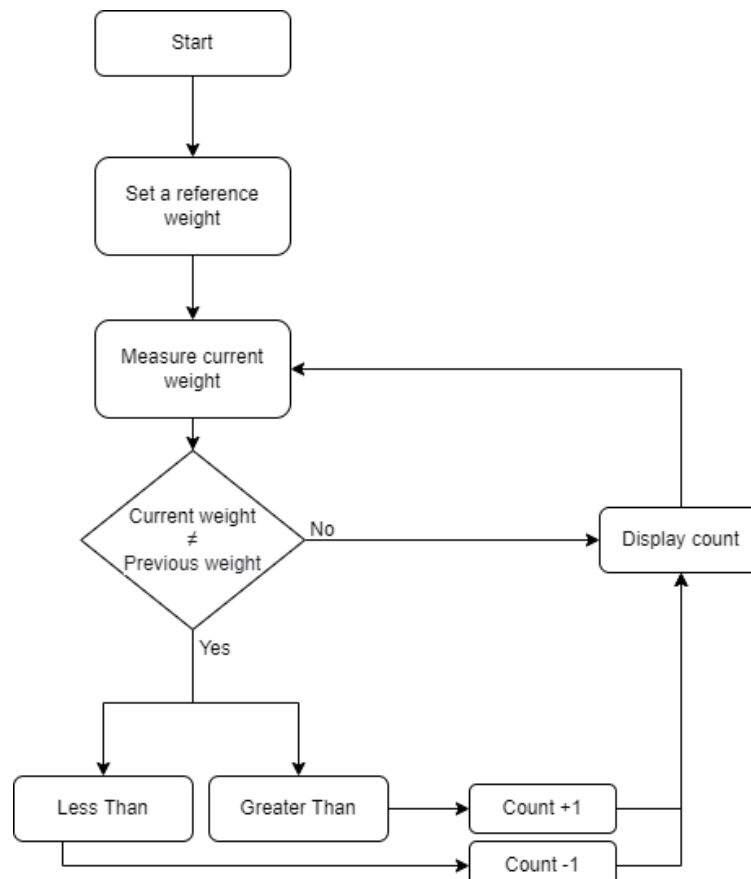 Start
Set a reference
weight
Measure current
weight
Current weight
≠
Previous weight
No
Display count
Yes
Less Than
Greater Than
Count +1
Count -1